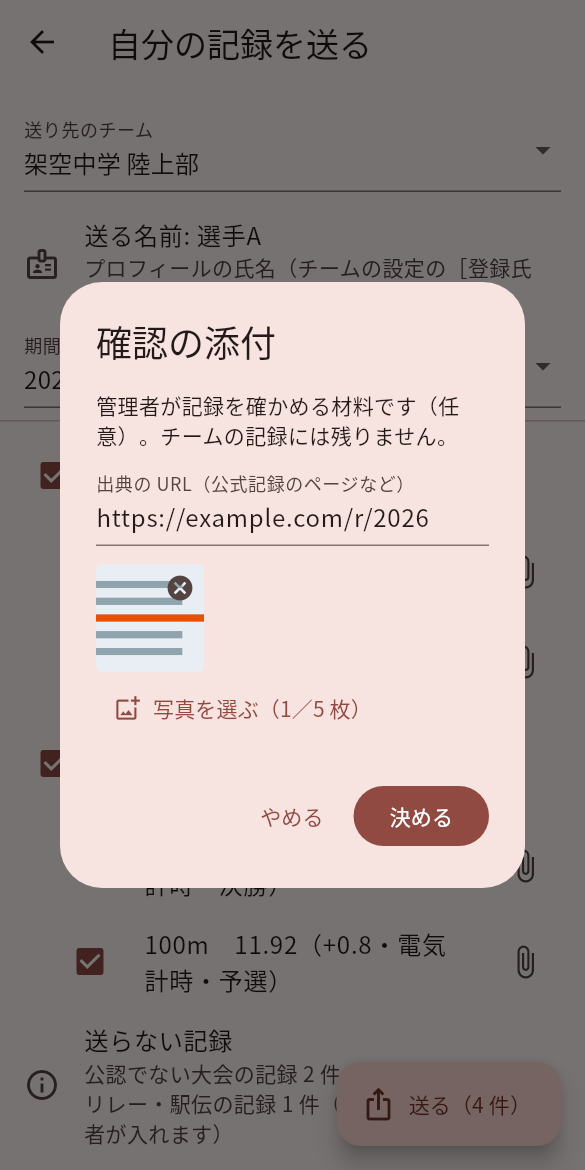 自分の記録を送る
送り先のチーム
架空中学 陸上部
送る名前: 選手A
プロフィールの氏名（チームの設定の［登録氏
期間
202
確認の添付
管理者が記録を確かめる材料です（任
意）。チームの記録には残りません。
出典の URL（公式記録のページなど）
https://example.com/r/2026
写真を選ぶ（1／5 枚）
やめる
決める
計時・決勝）
100m　11.92（+0.8・電気
計時・予選）
送らない記録
公認でない大会の記録 2 件
リレー・駅伝の記録 1 件（
者が入れます）
送る（4 件）